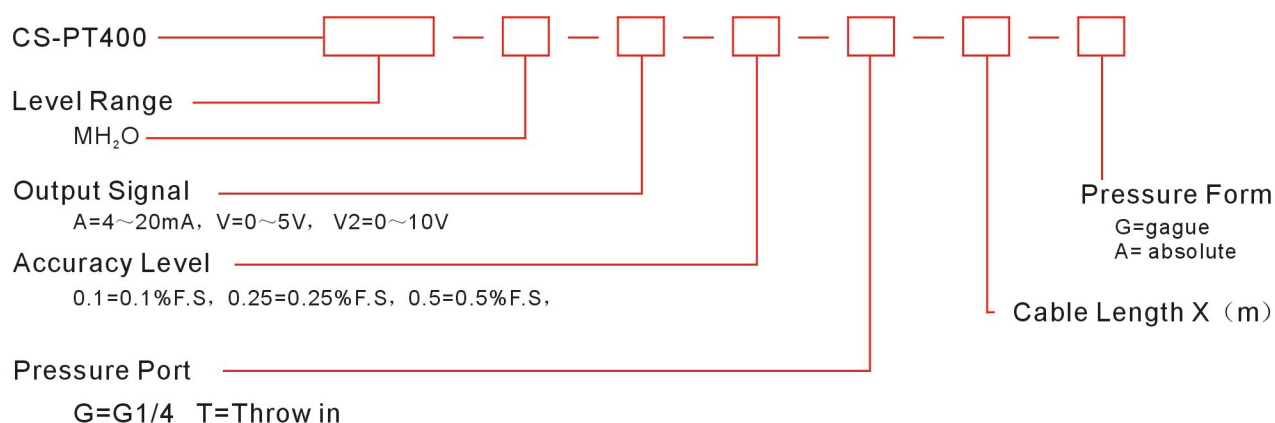 CS-PT400
Level Range
MH₂O
Output Signal
A=4～20mA， V=0～5V， V2=0～10V
Accuracy Level
0.1=0.1%F.S，0.25=0.25%F.S，0.5=0.5%F.S，
Pressure Port
G=G1/4 T=Throw in
Pressure Form
G=gague
A= absolute
Cable Length X（m）